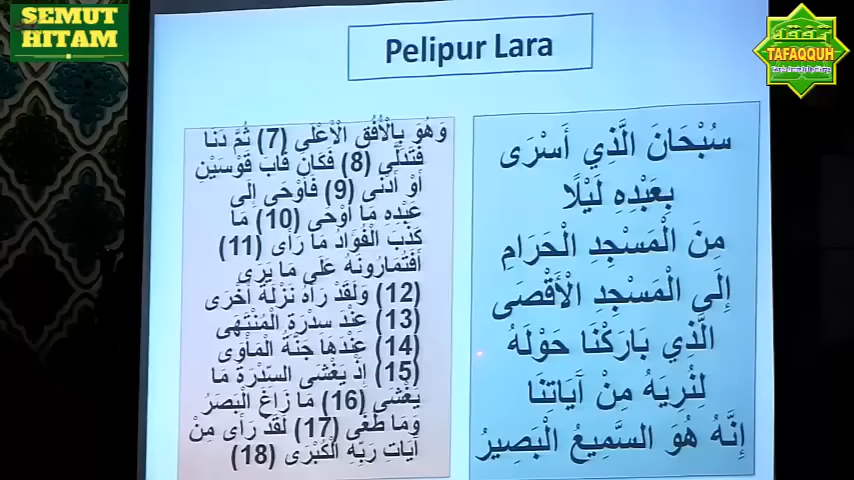 SEMUT
HITAM
Pelipur Lara
TAFAQQUH
سُبْحَانَ الَّذِي أَسْرَى
بِعَبْدِهِ لَيْلًا
مِنَ الْمَسْجِدِ الْحَرَامِ
إِلَى الْمَسْجِدِ الْأَقْصَى
الَّذِي بَارَكْنَا حَوْلَهُ
لِنُرِيَهُ مِنْ آيَاتِنَا
إِنَّهُ هُوَ السَّمِيعُ الْبَصِيرُ
وَهُوَ بِالْأُفُقِ الْأَعْلَى (7) ثُمَّ دَنَا
فَتَدَلَّى (8) فَكَانَ قَابَ قَوْسَيْنِ
أَوْ أَدْنَى (9) فَأَوْحَى إِلَى
عَبْدِهِ مَا أَوْحَى (10) مَا
كَذَبَ الْفُؤَادُ مَا رَأَى (11)
أَفَتُمَارُونَهُ عَلَى مَا يَرَى
(12) وَلَقَدْ رَآهُ نَزْلَةً أُخْرَى
(13) عِنْدَ سِدْرَةِ الْمُنْتَهَى
(14) عِنْدَهَا جَنَّةُ الْمَأْوَى
(15) إِذْ يَغْشَى السِّدْرَةَ مَا
يَغْشَى (16) مَا زَاغَ الْبَصَرُ
وَمَا طَغَى (17) لَقَدْ رَأَى مِنْ
آيَاتِ رَبِّهِ الْكُبْرَى (18)